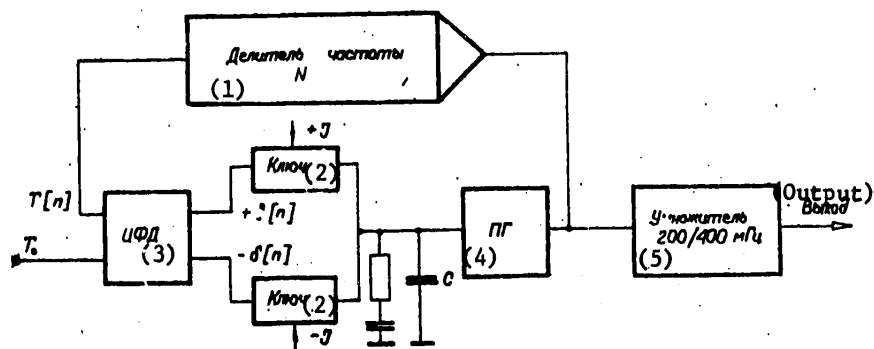 Делитель частоты
N
(1)
+J
Ключ (2)
T[n]
ИФД
(3)
+δ[n]
T₀
-δ[n]
Ключ (2)
-J
C
ПГ
(4)
Умножитель
200/400 мГц
(5)
(Output)
Выход